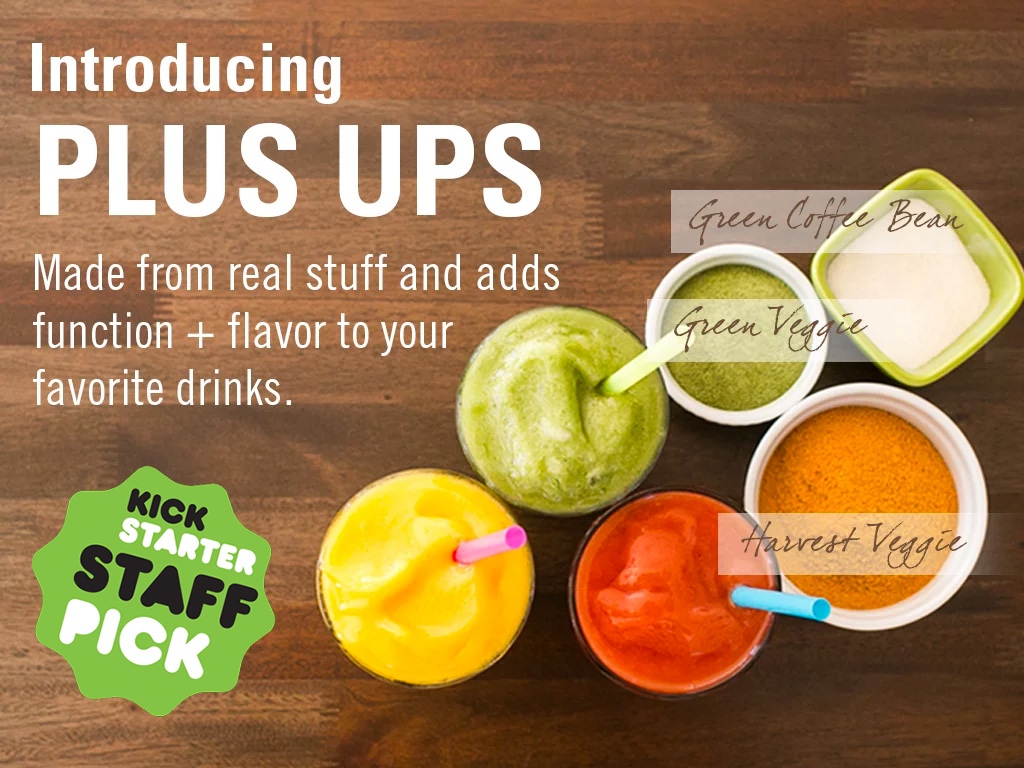 Introducing
PLUS UPS
Made from real stuff and adds
function + flavor to your
favorite drinks.
Green Coffee Bean
Green Veggie
Harvest Veggie
KICK
STARTER
STAFF
PICK